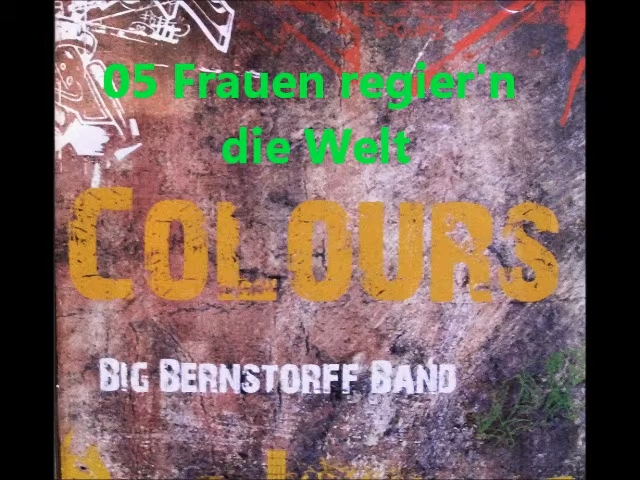 05 Frauen regier'n
die Welt
COLOURS
BIG BERNSTORFF BAND